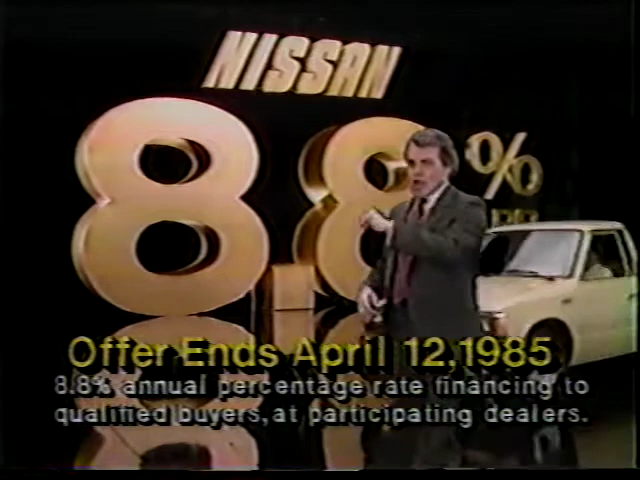 NISSAN
8.8%
Offer Ends April 12,1985
8.8% annual percentage rate financing to
qualified buyers, at participating dealers.